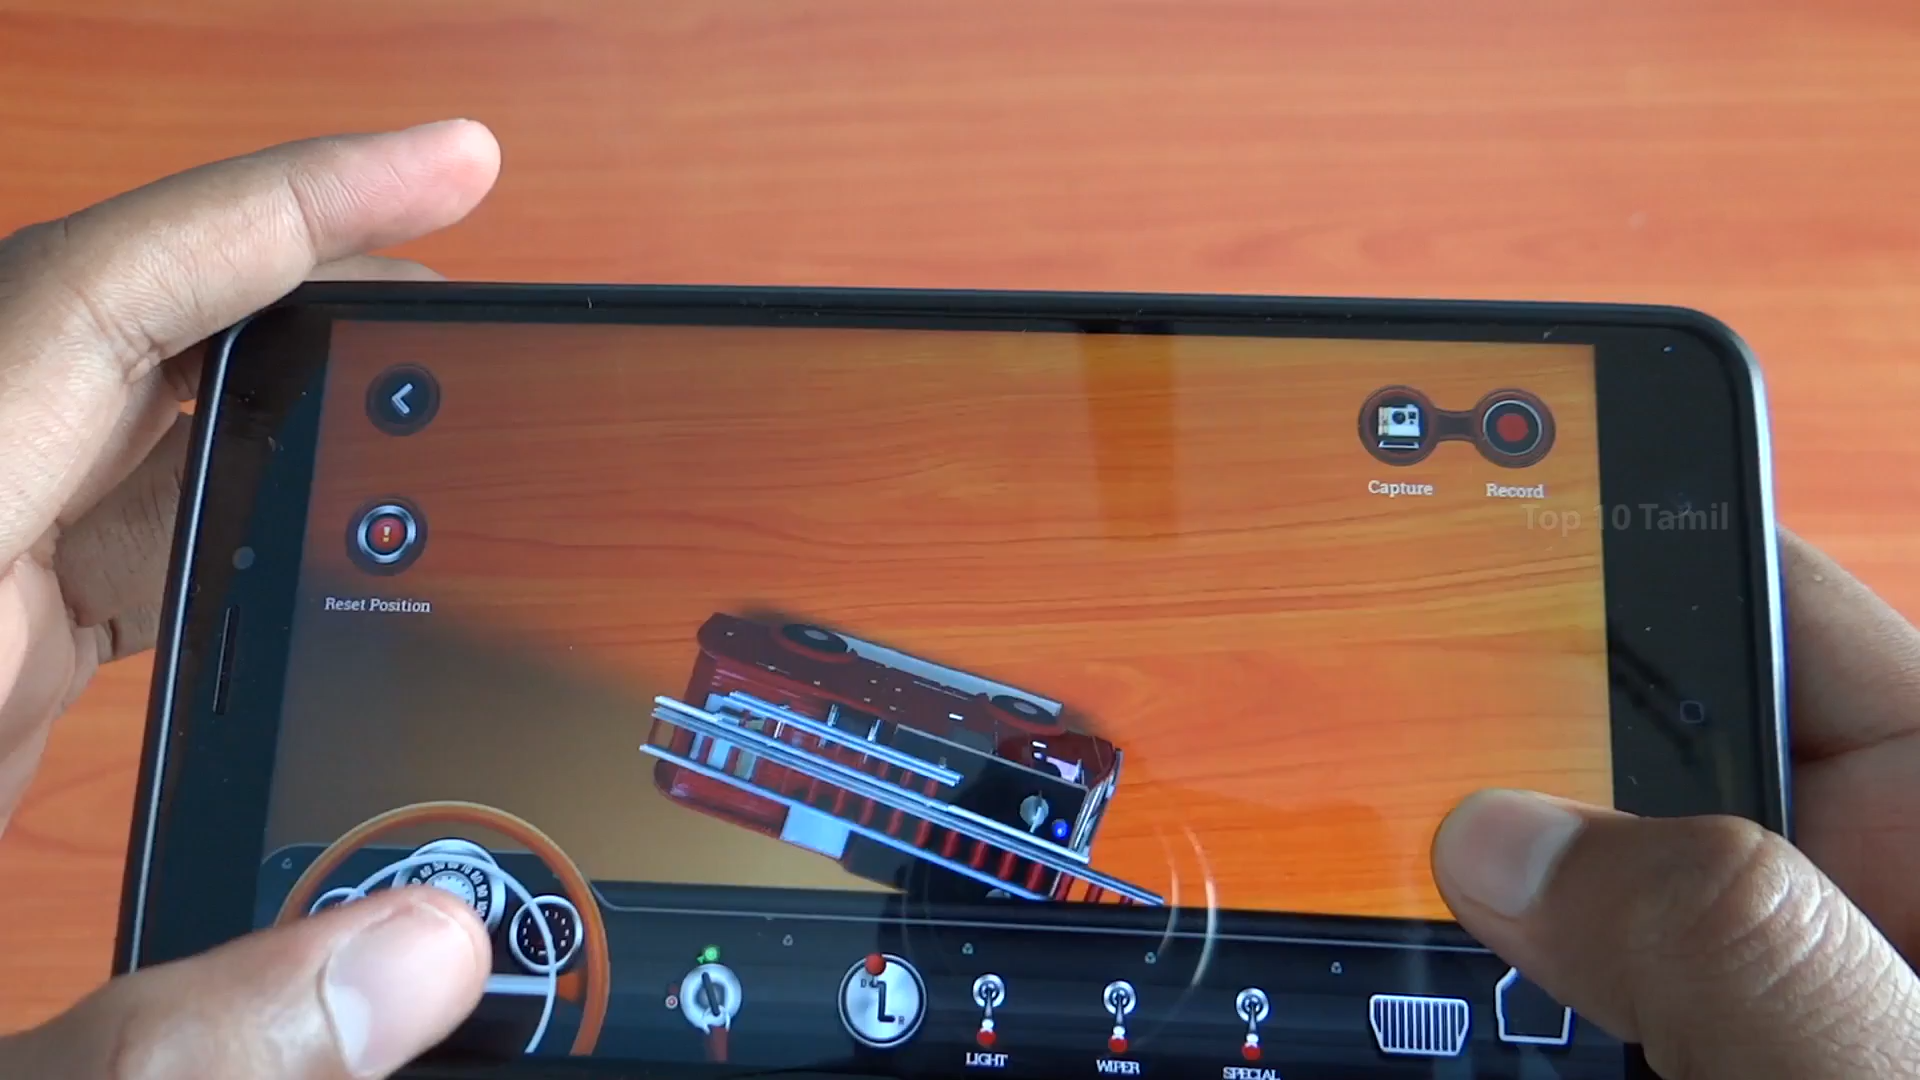 Capture
Record
Top 10 Tamil
Reset Position
D
R
LIGHT
WIPER
SPECIAL